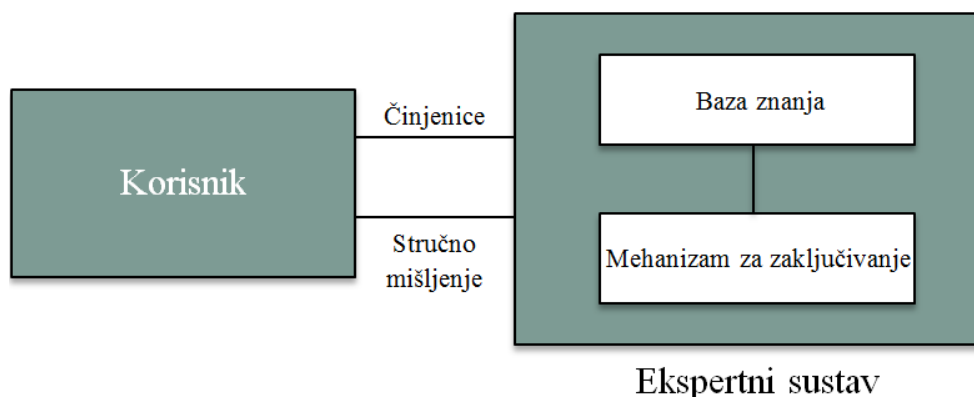 Korisnik
Činjenice
Stručno
mišljenje
Baza znanja
Mehanizam za zaključivanje
Ekspertni sustav